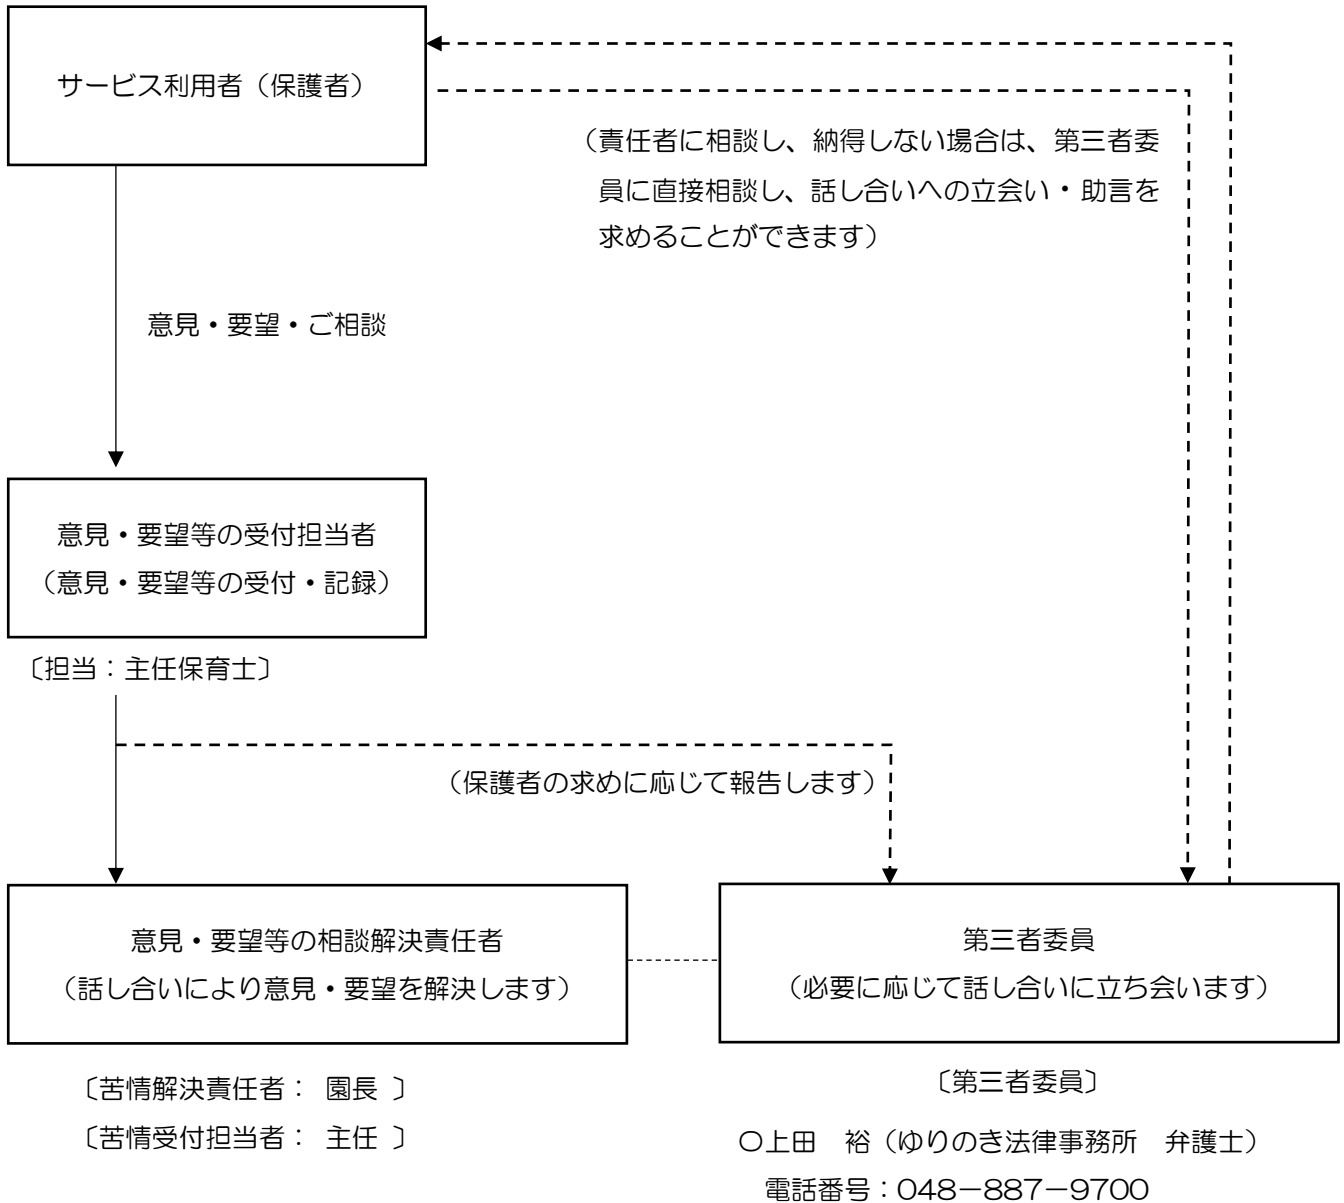 サービス利用者（保護者）
（責任者に相談し、納得しない場合は、第三者委
員に直接相談し、話し合いへの立会い・助言を
求めることができます）
意見・要望・ご相談
意見・要望等の受付担当者
（意見・要望等の受付・記録）
〔担当：主任保育士〕
（保護者の求めに応じて報告します）
意見・要望等の相談解決責任者
（話し合いにより意見・要望を解決します）
第三者委員
（必要に応じて話し合いに立ち会います）
〔苦情解決責任者：　園長　〕
〔苦情受付担当者：　主任　〕
〔第三者委員〕
〇上田　裕（ゆりのき法律事務所　弁護士）
電話番号：048－887－9700